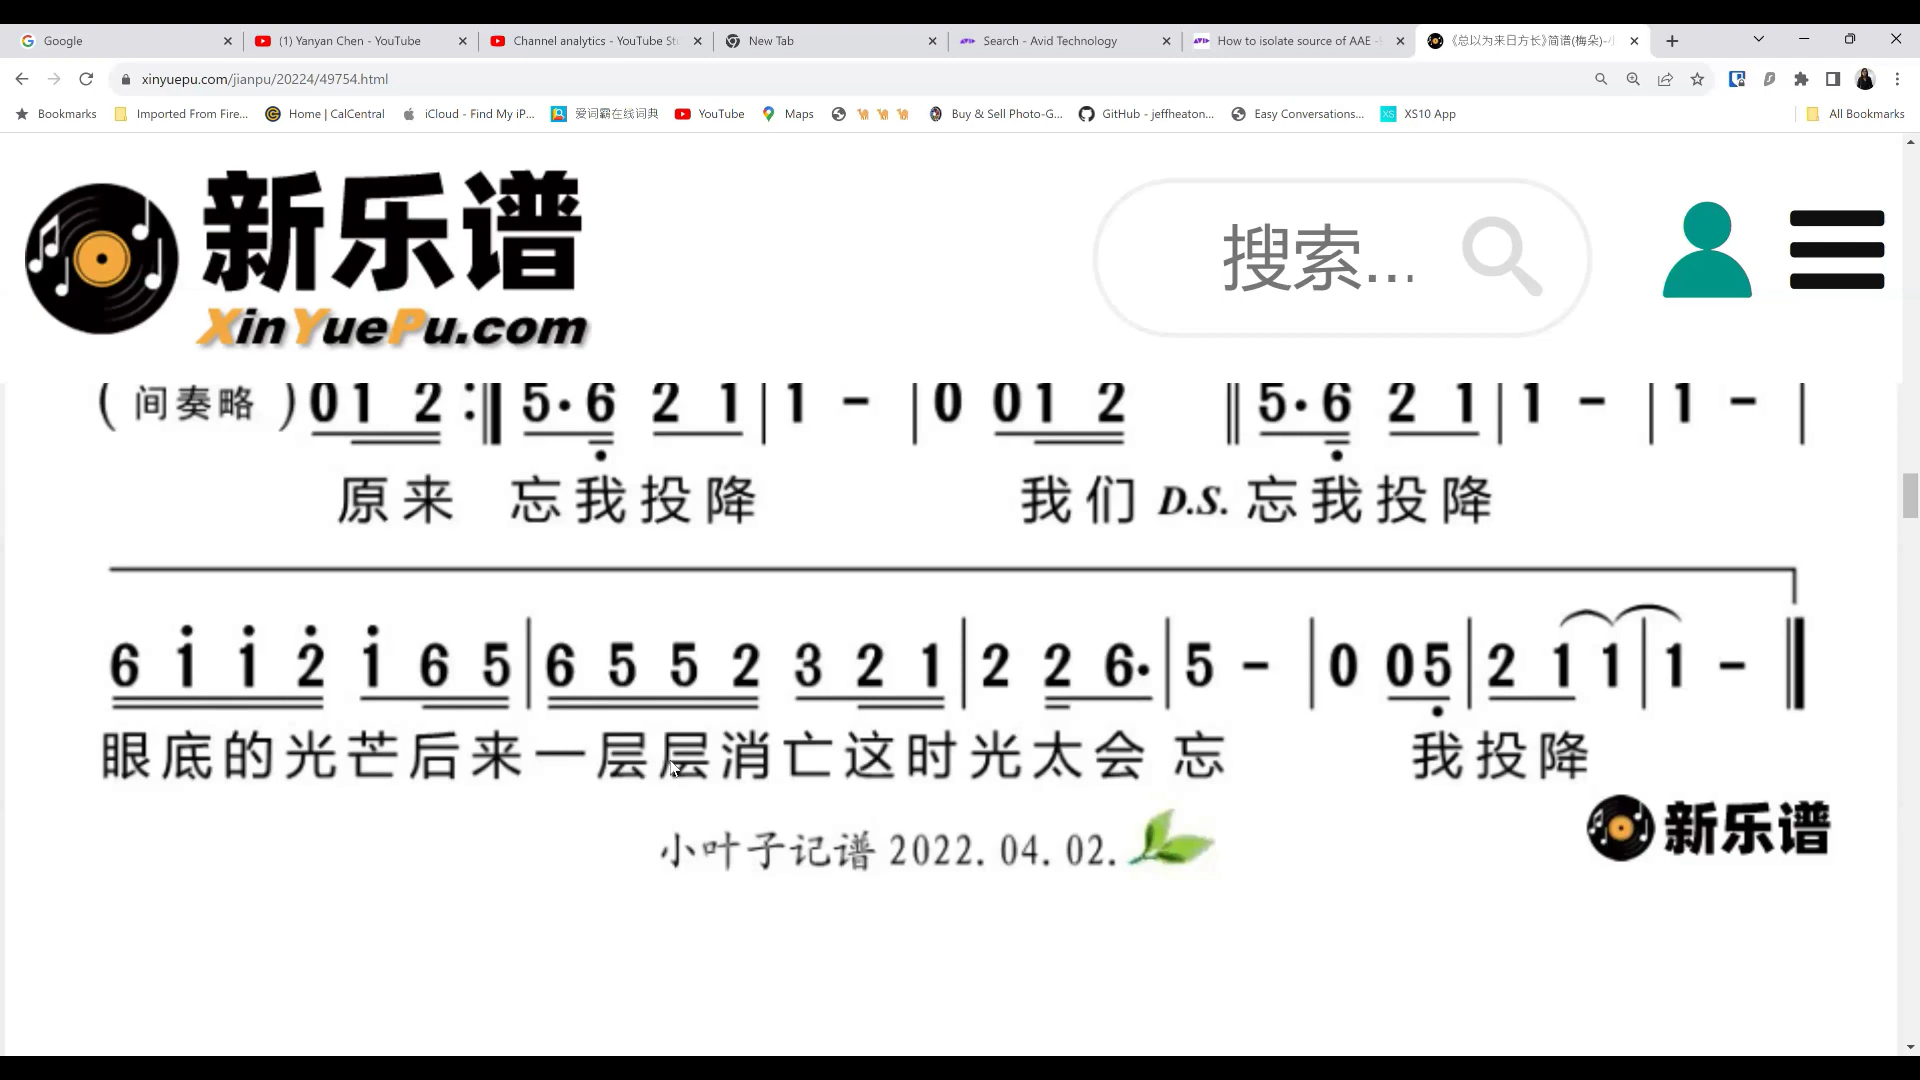 Google
(1) Yanyan Chen - YouTube
Channel analytics - YouTube St
New Tab
Search - Avid Technology
How to isolate source of AAE -
《总以为来日方长》简谱(梅朵)-小
xinyuepu.com/jianpu/20224/49754.html
Bookmarks
Imported From Fire...
Home | CalCentral
iCloud - Find My iP...
爱词霸在线词典
YouTube
Maps
Buy & Sell Photo-G...
GitHub - jeffheaton...
Easy Conversations...
XS XS10 App
All Bookmarks
新乐谱
XinYuePu.com
搜索...
( 间奏略 ) 0 1 2 :‖ 5· 6 2 1 | 1 - | 0 0 1 2 ‖ 5· 6 2 1 | 1 - | 1 - |
原来 忘我投降 我们 D.S. 忘我投降
6 1 1 2 1 6 5 | 6 5 5 2 3 2 1 | 2 2 6· | 5 - | 0 0 5 | 2 1 1 | 1 - ‖
眼底的光芒后来一层层消亡这时光太会 忘 我投降
小叶子记谱 2022. 04. 02.
新乐谱